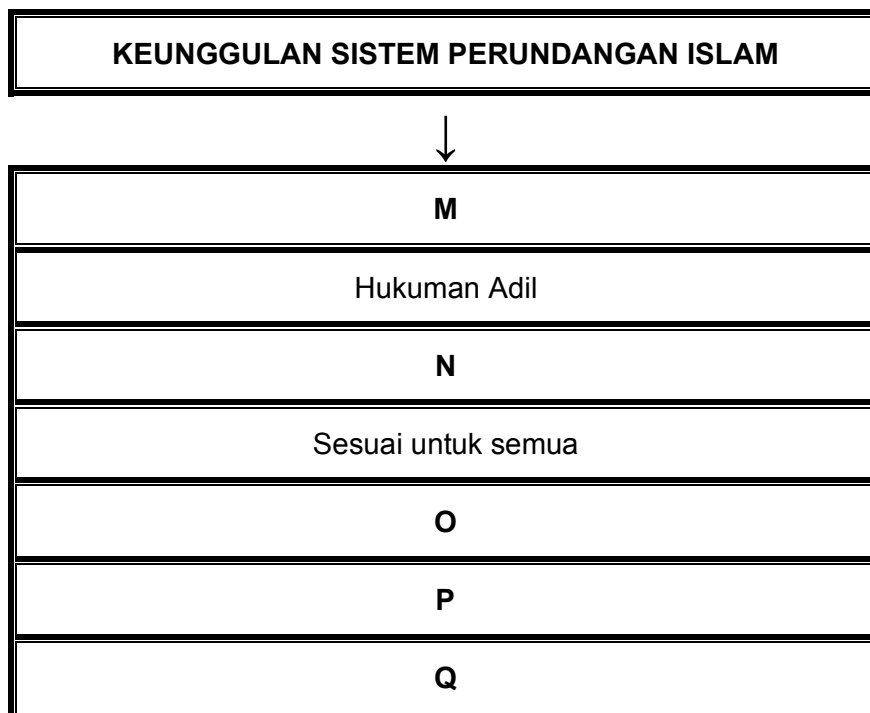 KEUNGGULAN SISTEM PERUNDANGAN ISLAM
↓
M
Hukuman Adil
N
Sesuai untuk semua
O
P
Q